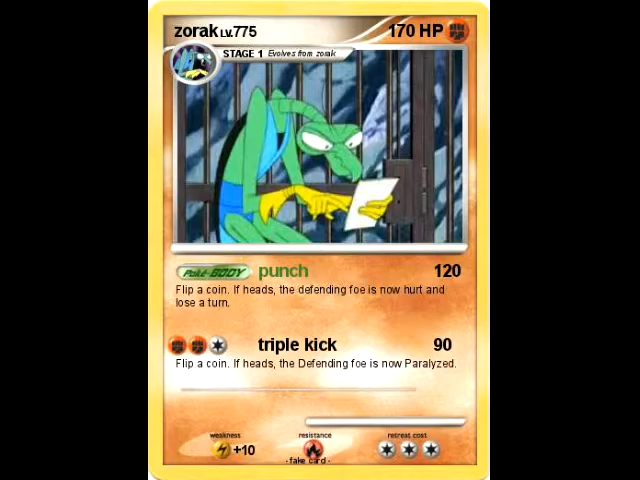 zorak LV.775 170 HP
STAGE 1 Evolves from zorak
Poké-BODY punch 120
Flip a coin. If heads, the defending foe is now hurt and
lose a turn.
triple kick 90
Flip a coin. If heads, the Defending foe is now Paralyzed.
weakness resistance retreat cost
+10
- fake card -